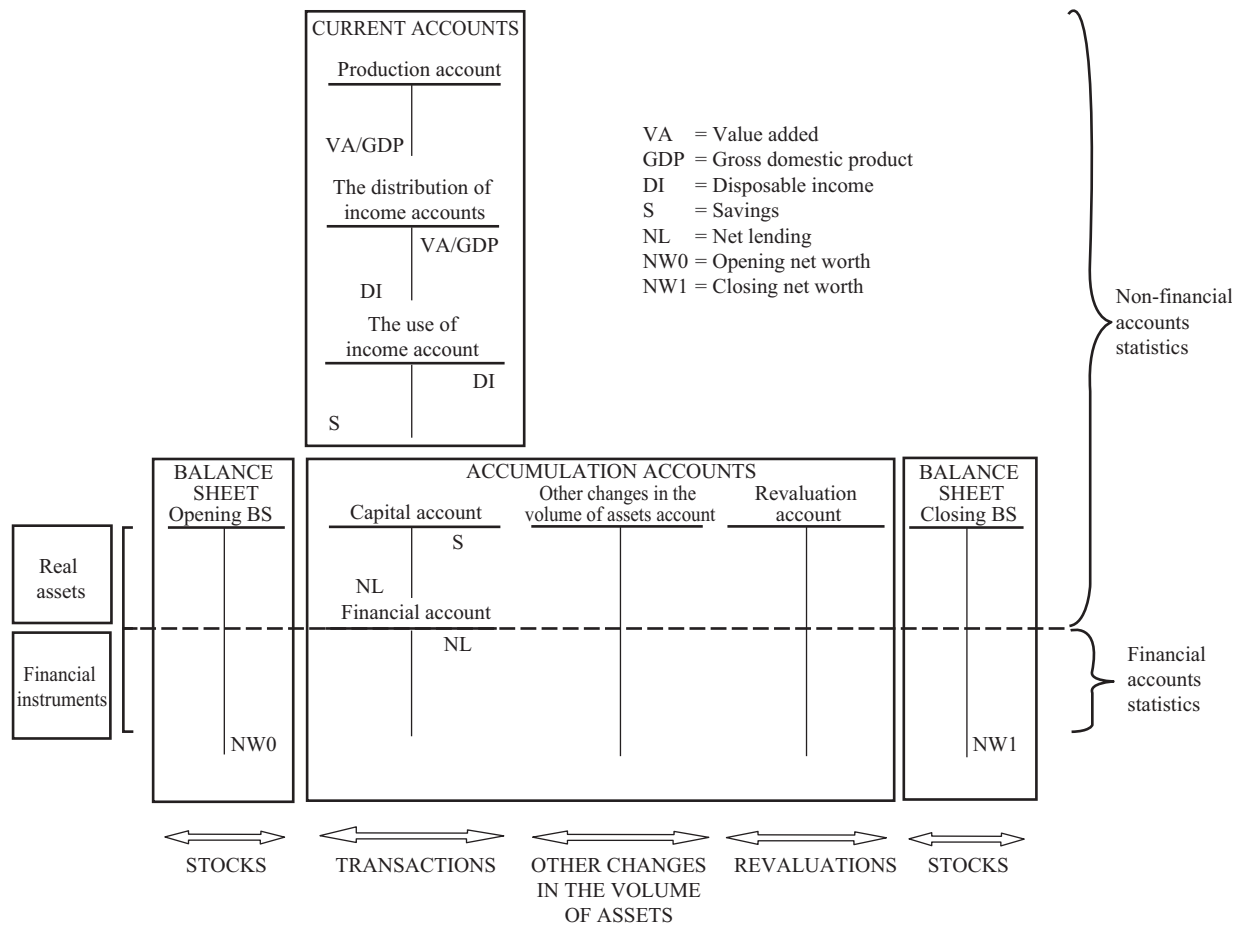 CURRENT ACCOUNTS
Production account
VA/GDP
The distribution of
income accounts
VA/GDP
DI
The use of
income account
DI
S
VA = Value added
GDP = Gross domestic product
DI = Disposable income
S = Savings
NL = Net lending
NW0 = Opening net worth
NW1 = Closing net worth
Non-financial
accounts
statistics
BALANCE
SHEET
Opening BS
NW0
ACCUMULATION ACCOUNTS
Capital account
S
NL
Financial account
NL
Other changes in the
volume of assets account
Revaluation
account
BALANCE
SHEET
Closing BS
NW1
Real
assets
Financial
instruments
Financial
accounts
statistics
STOCKS
TRANSACTIONS
OTHER CHANGES
IN THE VOLUME
OF ASSETS
REVALUATIONS
STOCKS